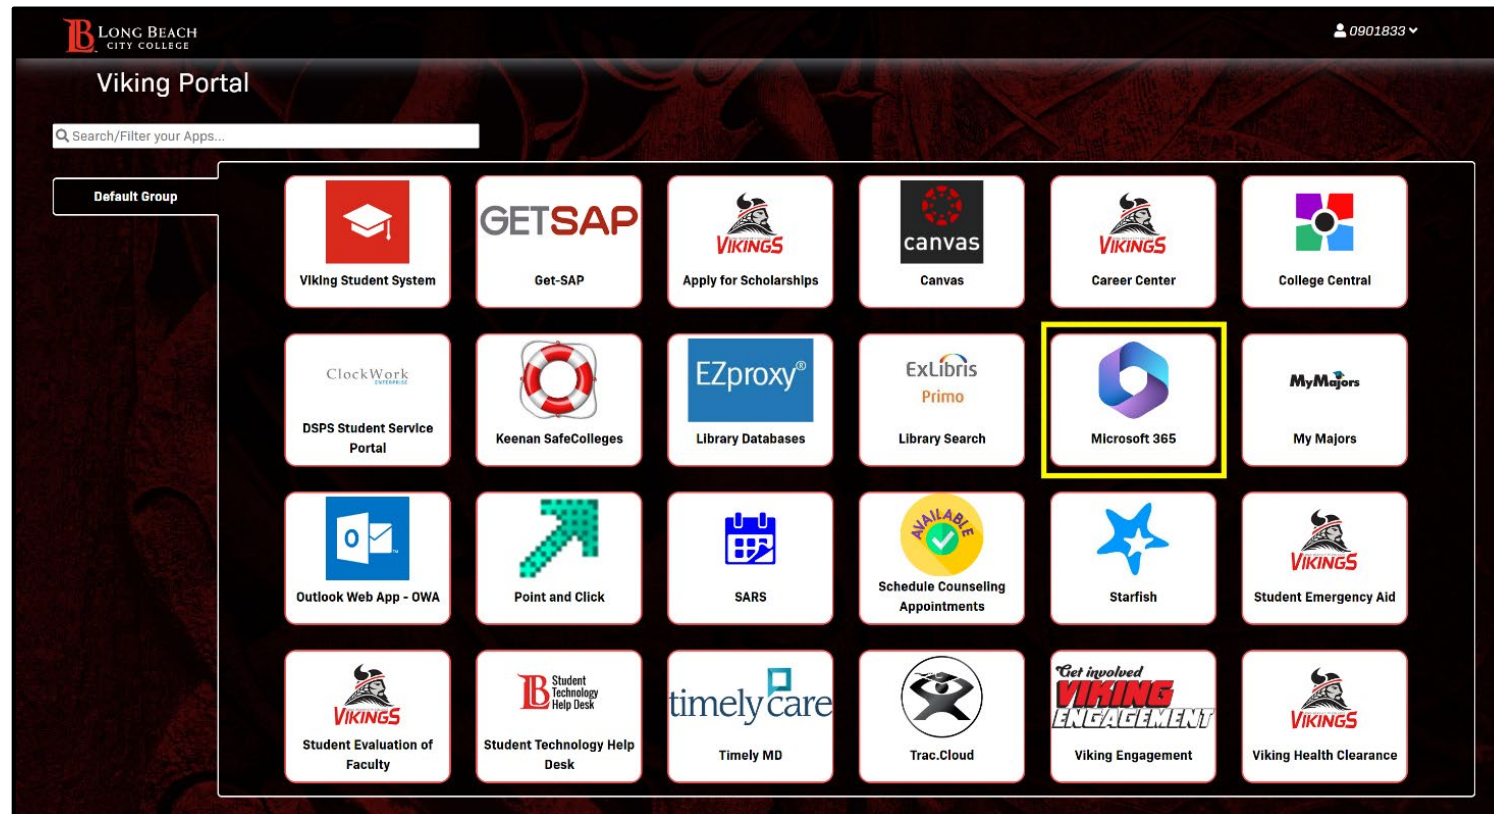 LONG BEACH
CITY COLLEGE
0901833
Viking Portal
Search/Filter your Apps...
Default Group
Viking Student System
GETSAP
Get-SAP
VIKINGS
Apply for Scholarships
canvas
Canvas
VIKINGS
Career Center
College Central
ClockWork
ENTERPRISE
DSPS Student Service
Portal
Keenan SafeColleges
EZproxy®
Library Databases
ExLibris
Primo
Library Search
Microsoft 365
MyMajors
My Majors
O
Outlook Web App - OWA
Point and Click
SARS
AVAILABLE
Schedule Counseling
Appointments
Starfish
VIKINGS
Student Emergency Aid
VIKINGS
Student Evaluation of
Faculty
Student
Technology
Help Desk
Student Technology Help
Desk
timely care
Timely MD
Trac.Cloud
Get involved
VIKING
ENGAGEMENT
Viking Engagement
VIKINGS
Viking Health Clearance